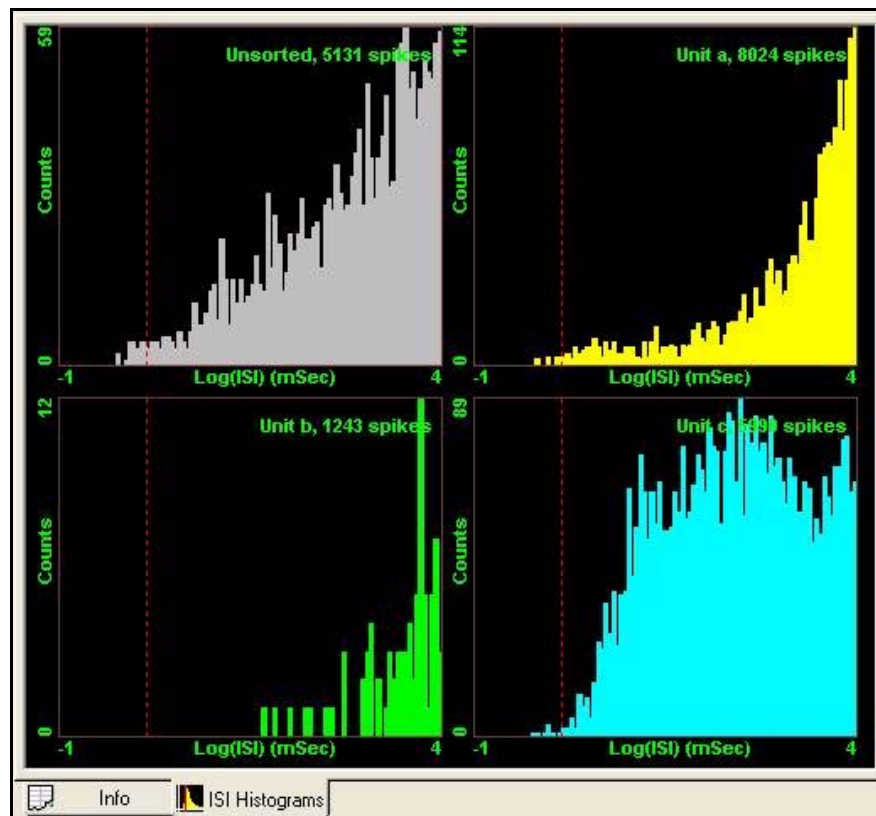 59
Counts
0
Unsorted, 5131 spikes
-1 Log(ISI) (mSec) 4
114
Counts
0
Unit a, 8024 spikes
-1 Log(ISI) (mSec) 4
12
Counts
0
Unit b, 1243 spikes
-1 Log(ISI) (mSec) 4
89
Counts
0
Unit c, spikes
-1 Log(ISI) (mSec) 4
Info
ISI Histograms